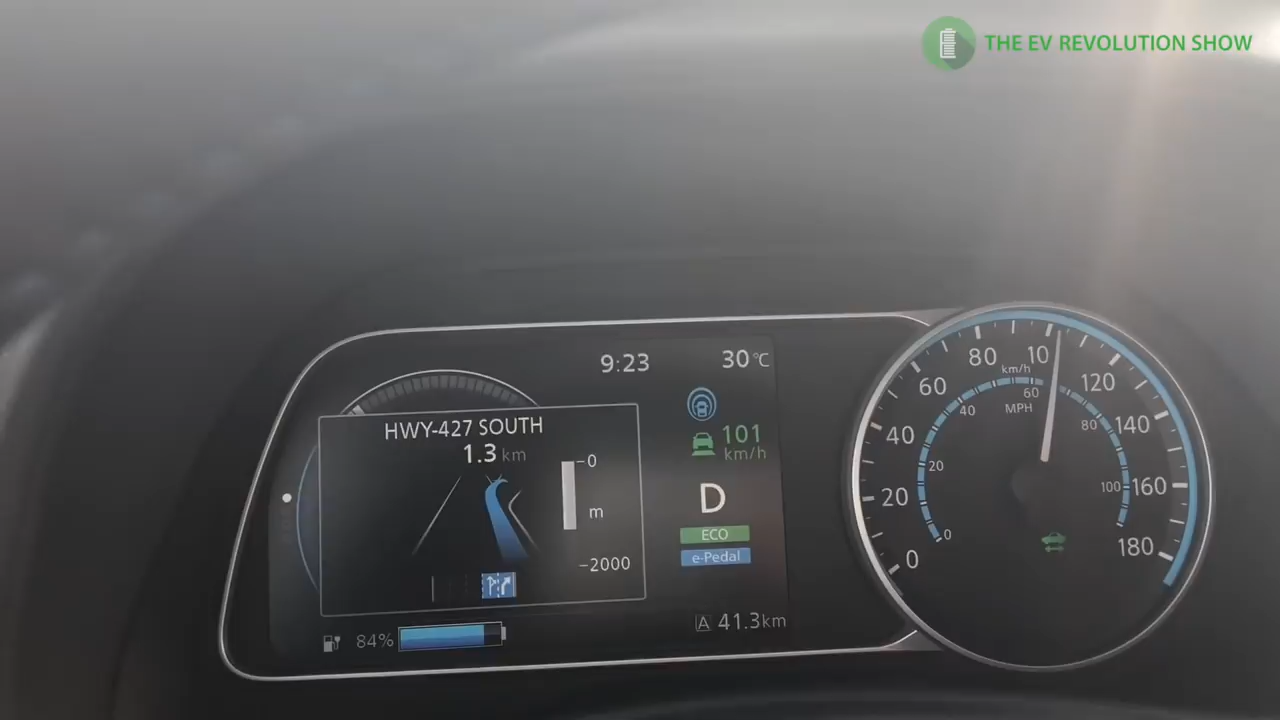 THE EV REVOLUTION SHOW
9:23
30°C
HWY-427 SOUTH
1.3 km
0
m
2000
101
km/h
D
ECO
e-Pedal
84%
A 41.3km
0
20
40
60
80
10
120
140
160
180
km/h
MPH
0
20
40
60
80
100